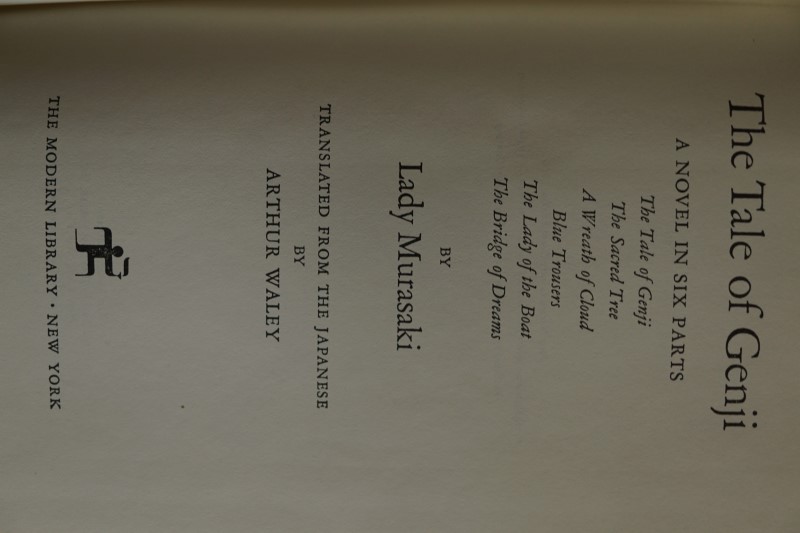 The Tale of Genji
A NOVEL IN SIX PARTS
The Tale of Genji
The Sacred Tree
A Wreath of Cloud
Blue Trousers
The Lady of the Boat
The Bridge of Dreams
BY
Lady Murasaki
TRANSLATED FROM THE JAPANESE
BY
ARTHUR WALEY
THE MODERN LIBRARY · NEW YORK